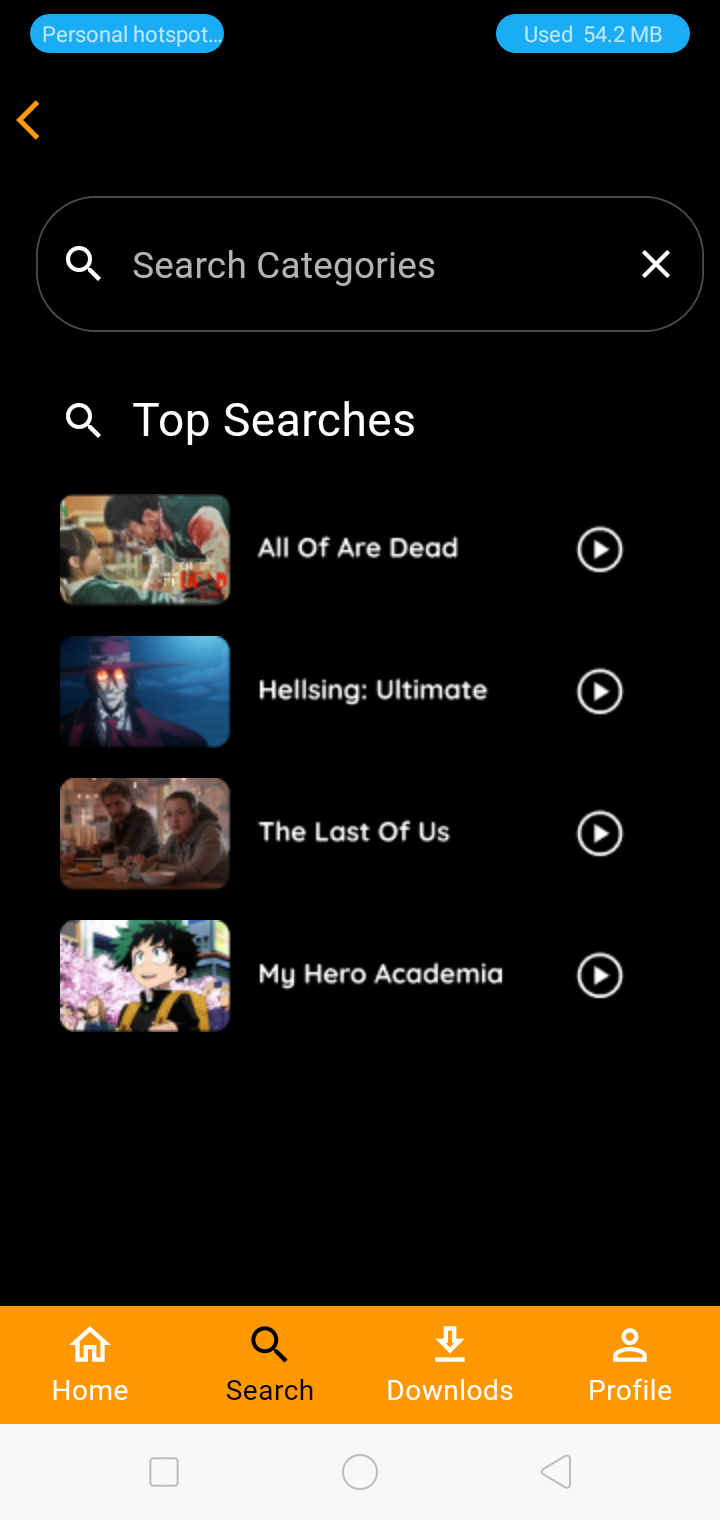 Personal hotspot...
Used 54.2 MB
Search Categories
Top Searches
All Of Are Dead
DEAD
Hellsing: Ultimate
The Last Of Us
My Hero Academia
Home
Search
Downlods
Profile